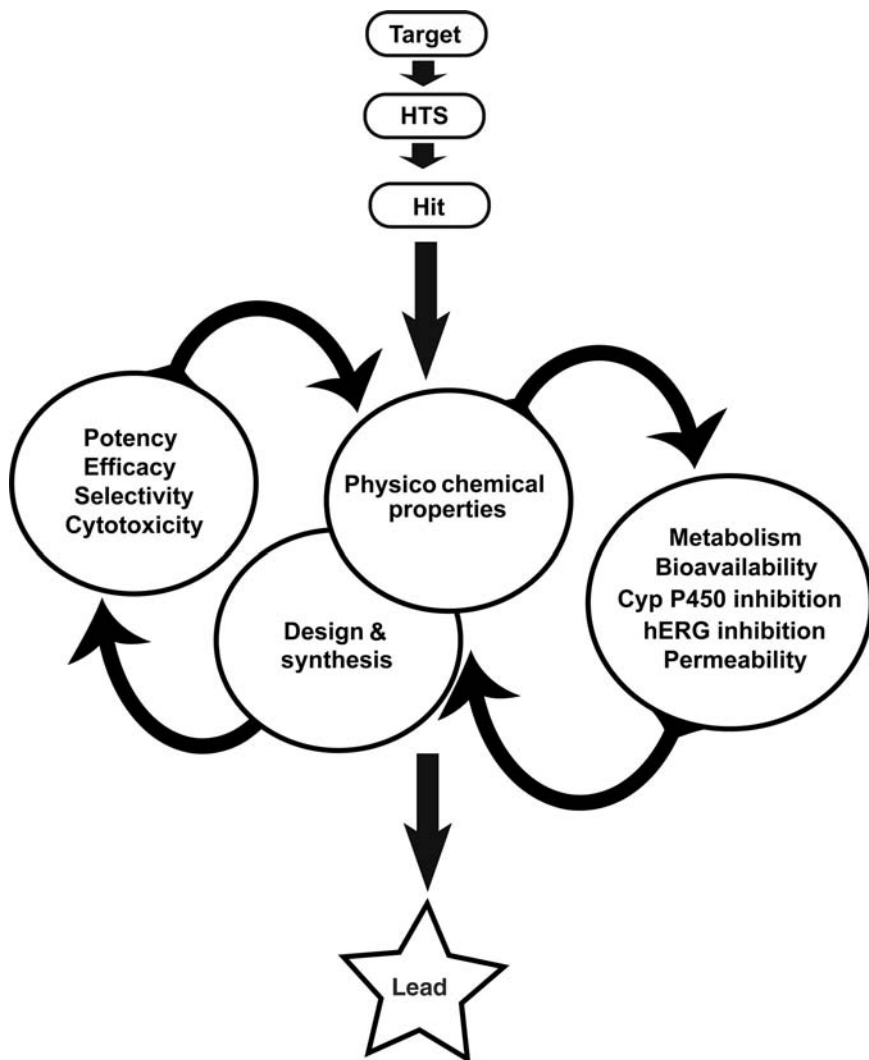 Target
HTS
Hit
Potency
Efficacy
Selectivity
Cytotoxicity
Physico chemical
properties
Metabolism
Bioavailability
Cyp P450 inhibition
hERG inhibition
Permeability
Design &
synthesis
Lead